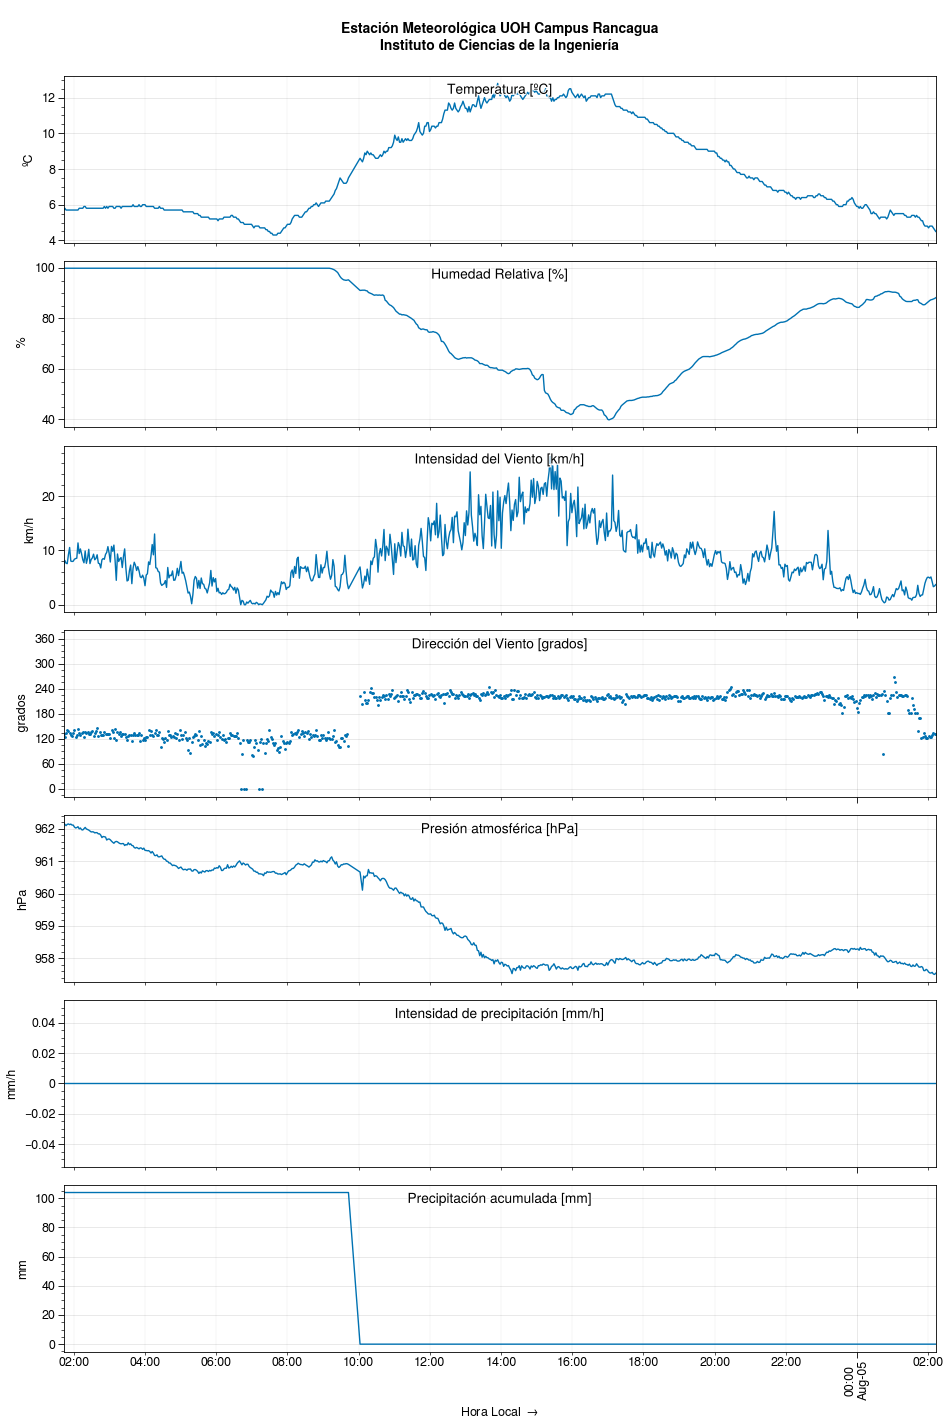 Estación Meteorológica UOH Campus Rancagua
Instituto de Ciencias de la Ingeniería
Temperatura [ºC]
12
10
8
6
4
ºC
Humedad Relativa [%]
100
80
60
40
%
Intensidad del Viento [km/h]
20
10
0
km/h
Dirección del Viento [grados]
360
300
240
180
120
60
0
grados
Presión atmosférica [hPa]
962
961
960
959
958
hPa
Intensidad de precipitación [mm/h]
0.04
0.02
0
−0.02
−0.04
mm/h
Precipitación acumulada [mm]
100
80
60
40
20
0
mm
02:00 04:00 06:00 08:00 10:00 12:00 14:00 16:00 18:00 20:00 22:00 00:00 02:00
Aug-05
Hora Local →